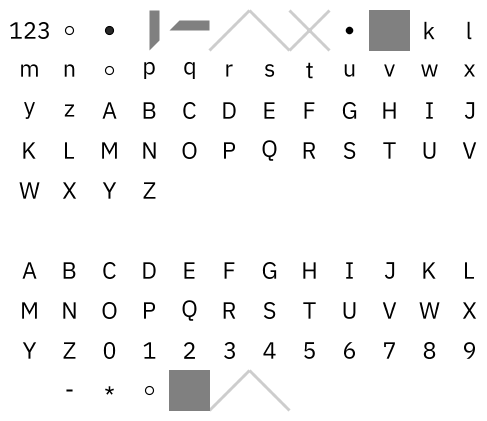 123 ○ ● • k l
m n ○ p q r s t u v w x
y z A B C D E F G H I J
K L M N O P Q R S T U V
W X Y Z
A B C D E F G H I J K L
M N O P Q R S T U V W X
Y Z 0 1 2 3 4 5 6 7 8 9
- * ○